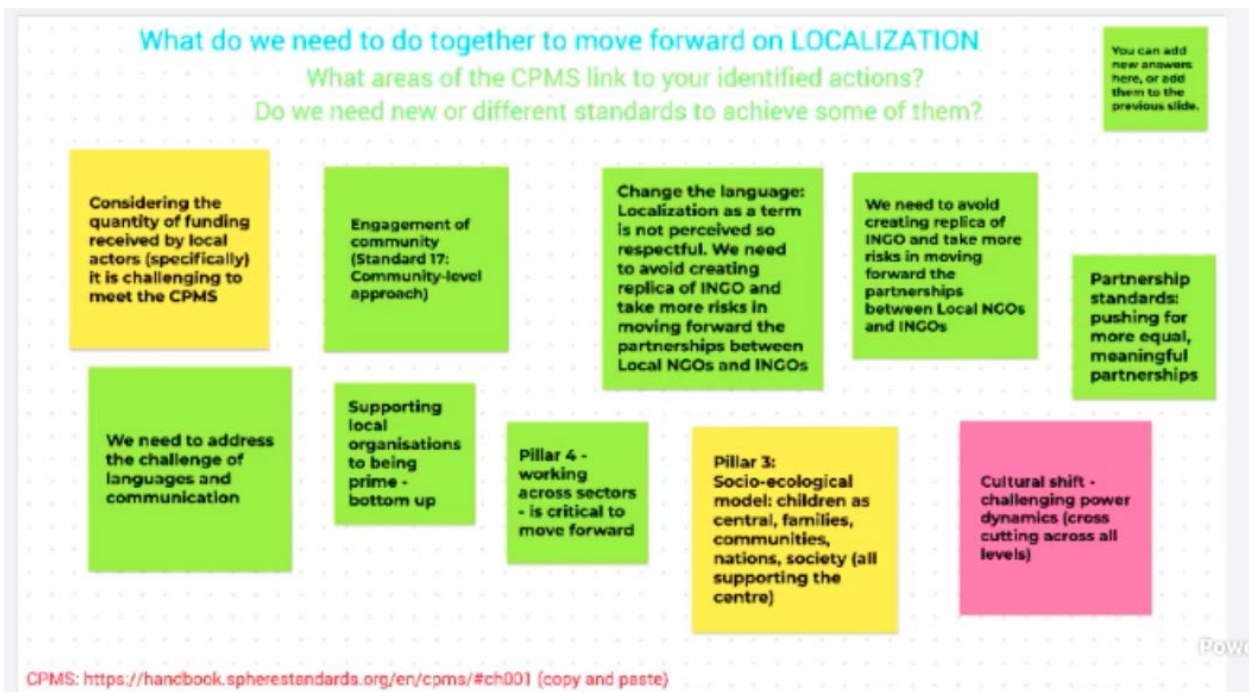 What do we need to do together to move forward on LOCALIZATION
What areas of the CPMS link to your identified actions?
Do we need new or different standards to achieve some of them?
You can add
new answers
here, or add
them to the
previous slide.
Considering the
quantity of funding
received by local
actors (specifically)
it is challenging to
meet the CPMS
Engagement of
community
(Standard 17:
Community-level
approach)
Change the language:
Localization as a term
is not perceived so
respectful. We need
to avoid creating
replica of INGO and
take more risks in
moving forward the
partnerships between
Local NGOs and INGOs
We need to avoid
creating replica of
INGO and take more
risks in moving
forward the
partnerships
between Local NGOs
and INGOs
Partnership
standards:
pushing for
more equal,
meaningful
partnerships
We need to address
the challenge of
languages and
communication
Supporting
local
organisations
to being
prime -
bottom up
Pillar 4 -
working
across sectors
- is critical to
move forward
Pillar 3:
Socio-ecological
model: children as
central, families,
communities,
nations, society (all
supporting the
centre)
Cultural shift -
challenging power
dynamics (cross
cutting across all
levels)
CPMS: https://handbook.spherestandards.org/en/cpms/#ch001 (copy and paste)